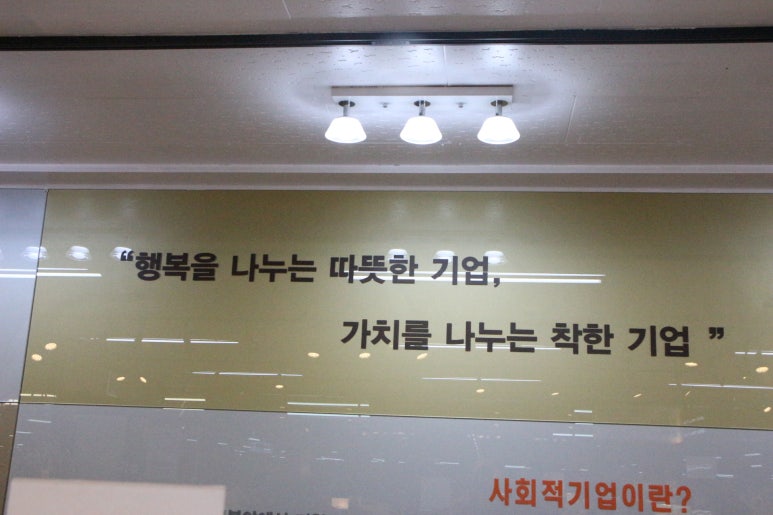 “행복을 나누는 따뜻한 기업,
가치를 나누는 착한 기업 ”
사회적기업이란?